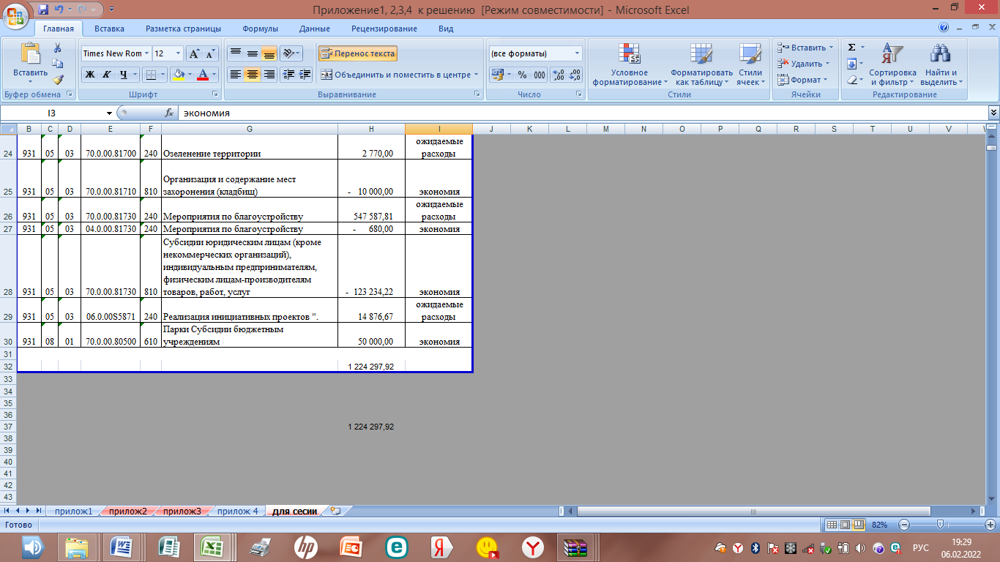 Приложение1, 2,3,4 к решению [Режим совместимости] - Microsoft Excel
Главная Вставка Разметка страницы Формулы Данные Рецензирование Вид
Вставить
Буфер обмена
Times New Rom 12
Ж К Ч
Шрифт
Перенос текста
Объединить и поместить в центре
Выравнивание
(все форматы)
% 000
Число
Условное форматирование
Форматировать как таблицу
Стили ячеек
Стили
Вставить
Удалить
Формат
Ячейки
Σ
Сортировка и фильтр
Найти и выделить
Редактирование
I3 fx экономия
B C D E F G H I J K L M N O P Q R S T U V
ожидаемые
24 931 05 03 70.0.00.81700 240 Озеленение территории 2 770,00 расходы
Организация и содержание мест
25 931 05 03 70.0.00.81710 810 захоронения (кладбищ) - 10 000,00 экономия
ожидаемые
26 931 05 03 70.0.00.81730 240 Мероприятия по благоустройству 547 587,81 расходы
27 931 05 03 04.0.00.81730 240 Мероприятия по благоустройству - 680,00 экономия
Субсидии юридическим лицам (кроме
некоммерческих организаций),
индивидуальным предпринимателям,
физическим лицам-производителям
28 931 05 03 70.0.00.81730 810 товаров, работ, услуг - 123 234,22 экономия
ожидаемые
29 931 05 03 06.0.00S5871 240 Реализация инициативных проектов ". 14 876,67 расходы
Парки Субсидии бюджетным
30 931 08 01 70.0.00.80500 610 учреждениям 50 000,00 экономия
31
32 1 224 297,92
33
34
35
36
37 1 224 297,92
38
39
40
41
42
43
прилож1 прилож2 прилож3 прилож 4 для сесии
Готово 82%
РУС 19:29
06.02.2022